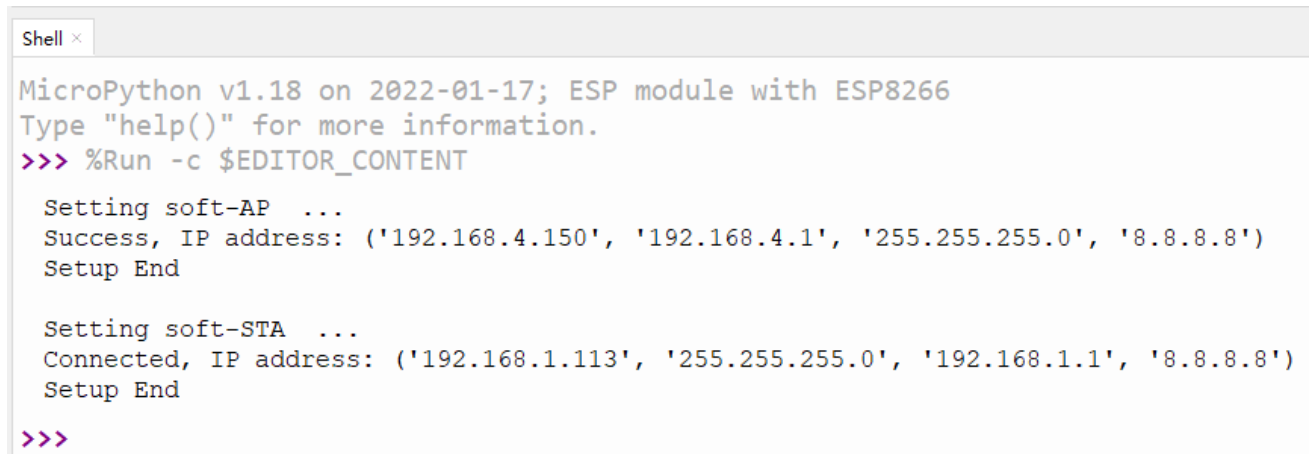 Shell ×
MicroPython v1.18 on 2022-01-17; ESP module with ESP8266
Type "help()" for more information.
>>> %Run -c $EDITOR_CONTENT
Setting soft-AP  ...
Success, IP address: ('192.168.4.150', '192.168.4.1', '255.255.255.0', '8.8.8.8')
Setup End
Setting soft-STA  ...
Connected, IP address: ('192.168.1.113', '255.255.255.0', '192.168.1.1', '8.8.8.8')
Setup End
>>>